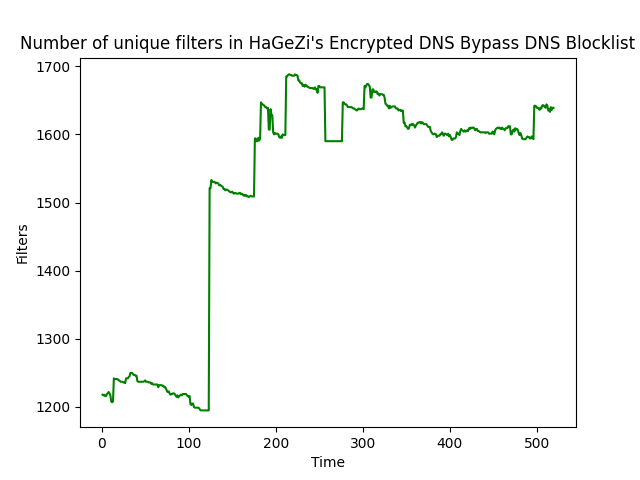 Number of unique filters in HaGeZi's Encrypted DNS Bypass DNS Blocklist
1700
1600
1500
1400
1300
1200
Filters
0 100 200 300 400 500
Time